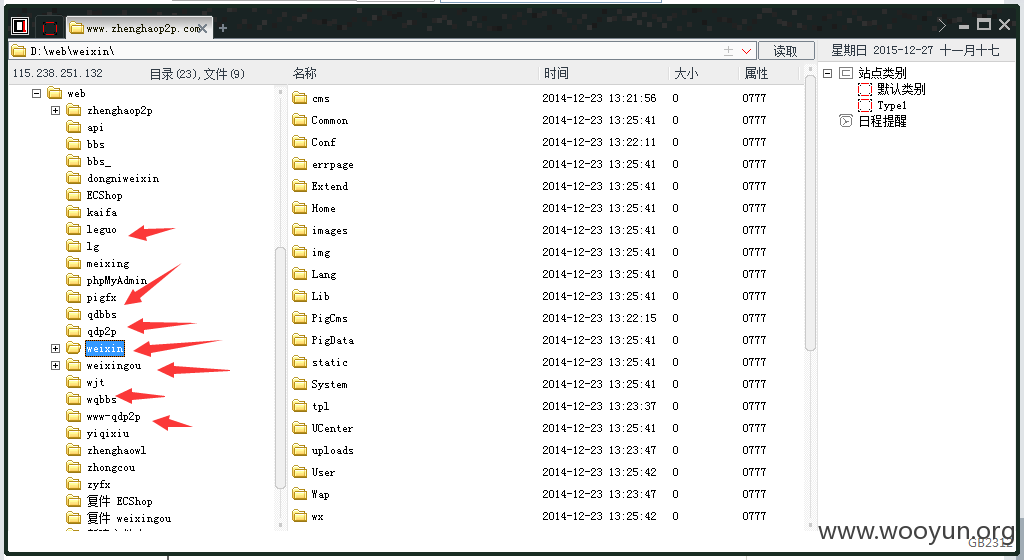 www.zhenghaop2p.com
D:\web\weixin\
读取
星期日 2015-12-27 十一月十七
115.238.251.132
目录(23),文件(9)
名称 时间 大小 属性
web
zhenghaop2p
api
bbs
bbs_
dongniweixin
ECShop
kaifa
leguo
lg
meixing
phpMyAdmin
pigfx
qdbbs
qdp2p
weixin
weixingou
wjt
wqbbs
www-qdp2p
yiqixiu
zhenghaowl
zhongcou
zyfx
复件 ECShop
复件 weixingou
cms 2014-12-23 13:21:56 0 0777
Common 2014-12-23 13:25:41 0 0777
Conf 2014-12-23 13:22:11 0 0777
errpage 2014-12-23 13:25:41 0 0777
Extend 2014-12-23 13:25:41 0 0777
Home 2014-12-23 13:25:41 0 0777
images 2014-12-23 13:25:41 0 0777
img 2014-12-23 13:25:41 0 0777
Lang 2014-12-23 13:25:41 0 0777
Lib 2014-12-23 13:25:41 0 0777
PigCms 2014-12-23 13:22:15 0 0777
PigData 2014-12-23 13:25:41 0 0777
static 2014-12-23 13:25:41 0 0777
System 2014-12-23 13:25:41 0 0777
tpl 2014-12-23 13:23:37 0 0777
UCenter 2014-12-23 13:25:41 0 0777
uploads 2014-12-23 13:23:47 0 0777
User 2014-12-23 13:25:42 0 0777
Wap 2014-12-23 13:23:47 0 0777
wx 2014-12-23 13:25:42 0 0777
站点类别
默认类别
Type1
日程提醒
www.wooyun.org
GB2312